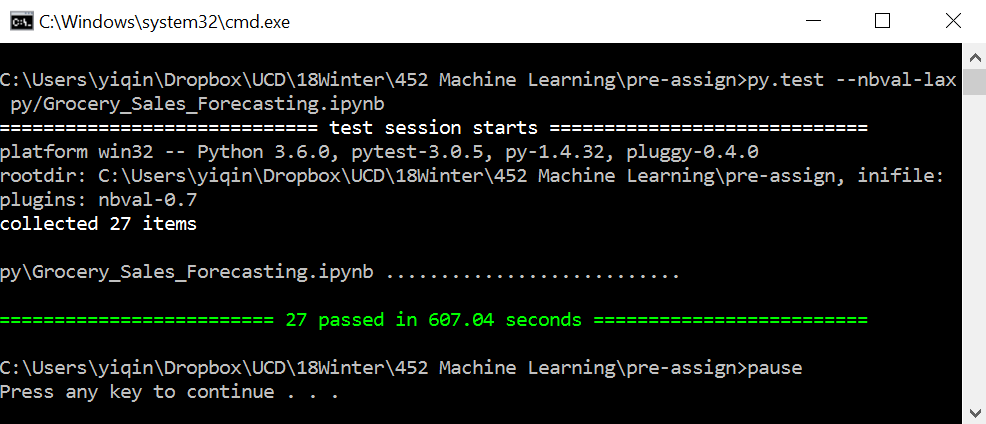 C:\Windows\system32\cmd.exe
C:\Users\yiqin\Dropbox\UCD\18Winter\452 Machine Learning\pre-assign>py.test --nbval-lax
 py/Grocery_Sales_Forecasting.ipynb
============================= test session starts =============================
platform win32 -- Python 3.6.0, pytest-3.0.5, py-1.4.32, pluggy-0.4.0
rootdir: C:\Users\yiqin\Dropbox\UCD\18Winter\452 Machine Learning\pre-assign, inifile:
plugins: nbval-0.7
collected 27 items
py\Grocery_Sales_Forecasting.ipynb ...........................
========================= 27 passed in 607.04 seconds =========================
C:\Users\yiqin\Dropbox\UCD\18Winter\452 Machine Learning\pre-assign>pause
Press any key to continue . . .